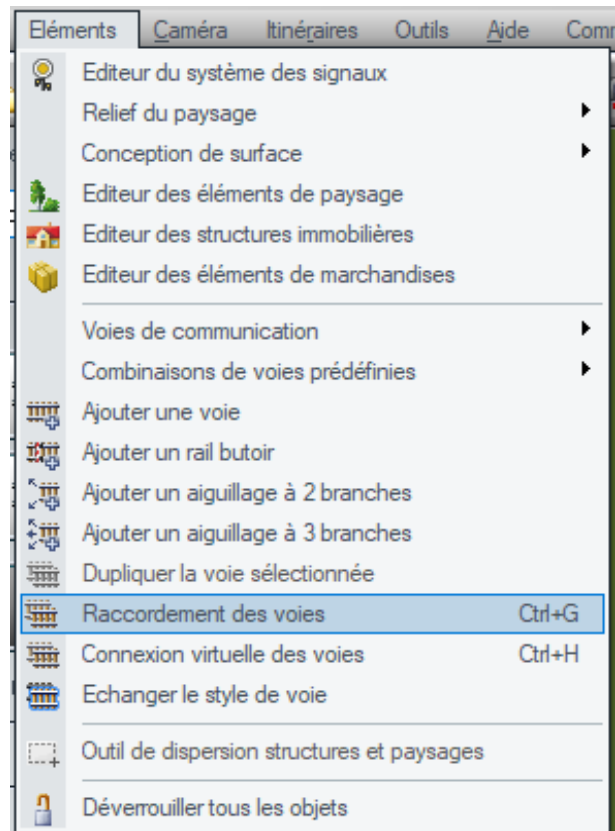 Eléments Caméra Itinéraires Outils Aide
Editeur du système des signaux
Relief du paysage
Conception de surface
Editeur des éléments de paysage
Editeur des structures immobilières
Editeur des éléments de marchandises
Voies de communication
Combinaisons de voies prédéfinies
Ajouter une voie
Ajouter un rail butoir
Ajouter un aiguillage à 2 branches
Ajouter un aiguillage à 3 branches
Dupliquer la voie sélectionnée
Raccordement des voies Ctrl+G
Connexion virtuelle des voies Ctrl+H
Echanger le style de voie
Outil de dispersion structures et paysages
Déverrouiller tous les objets